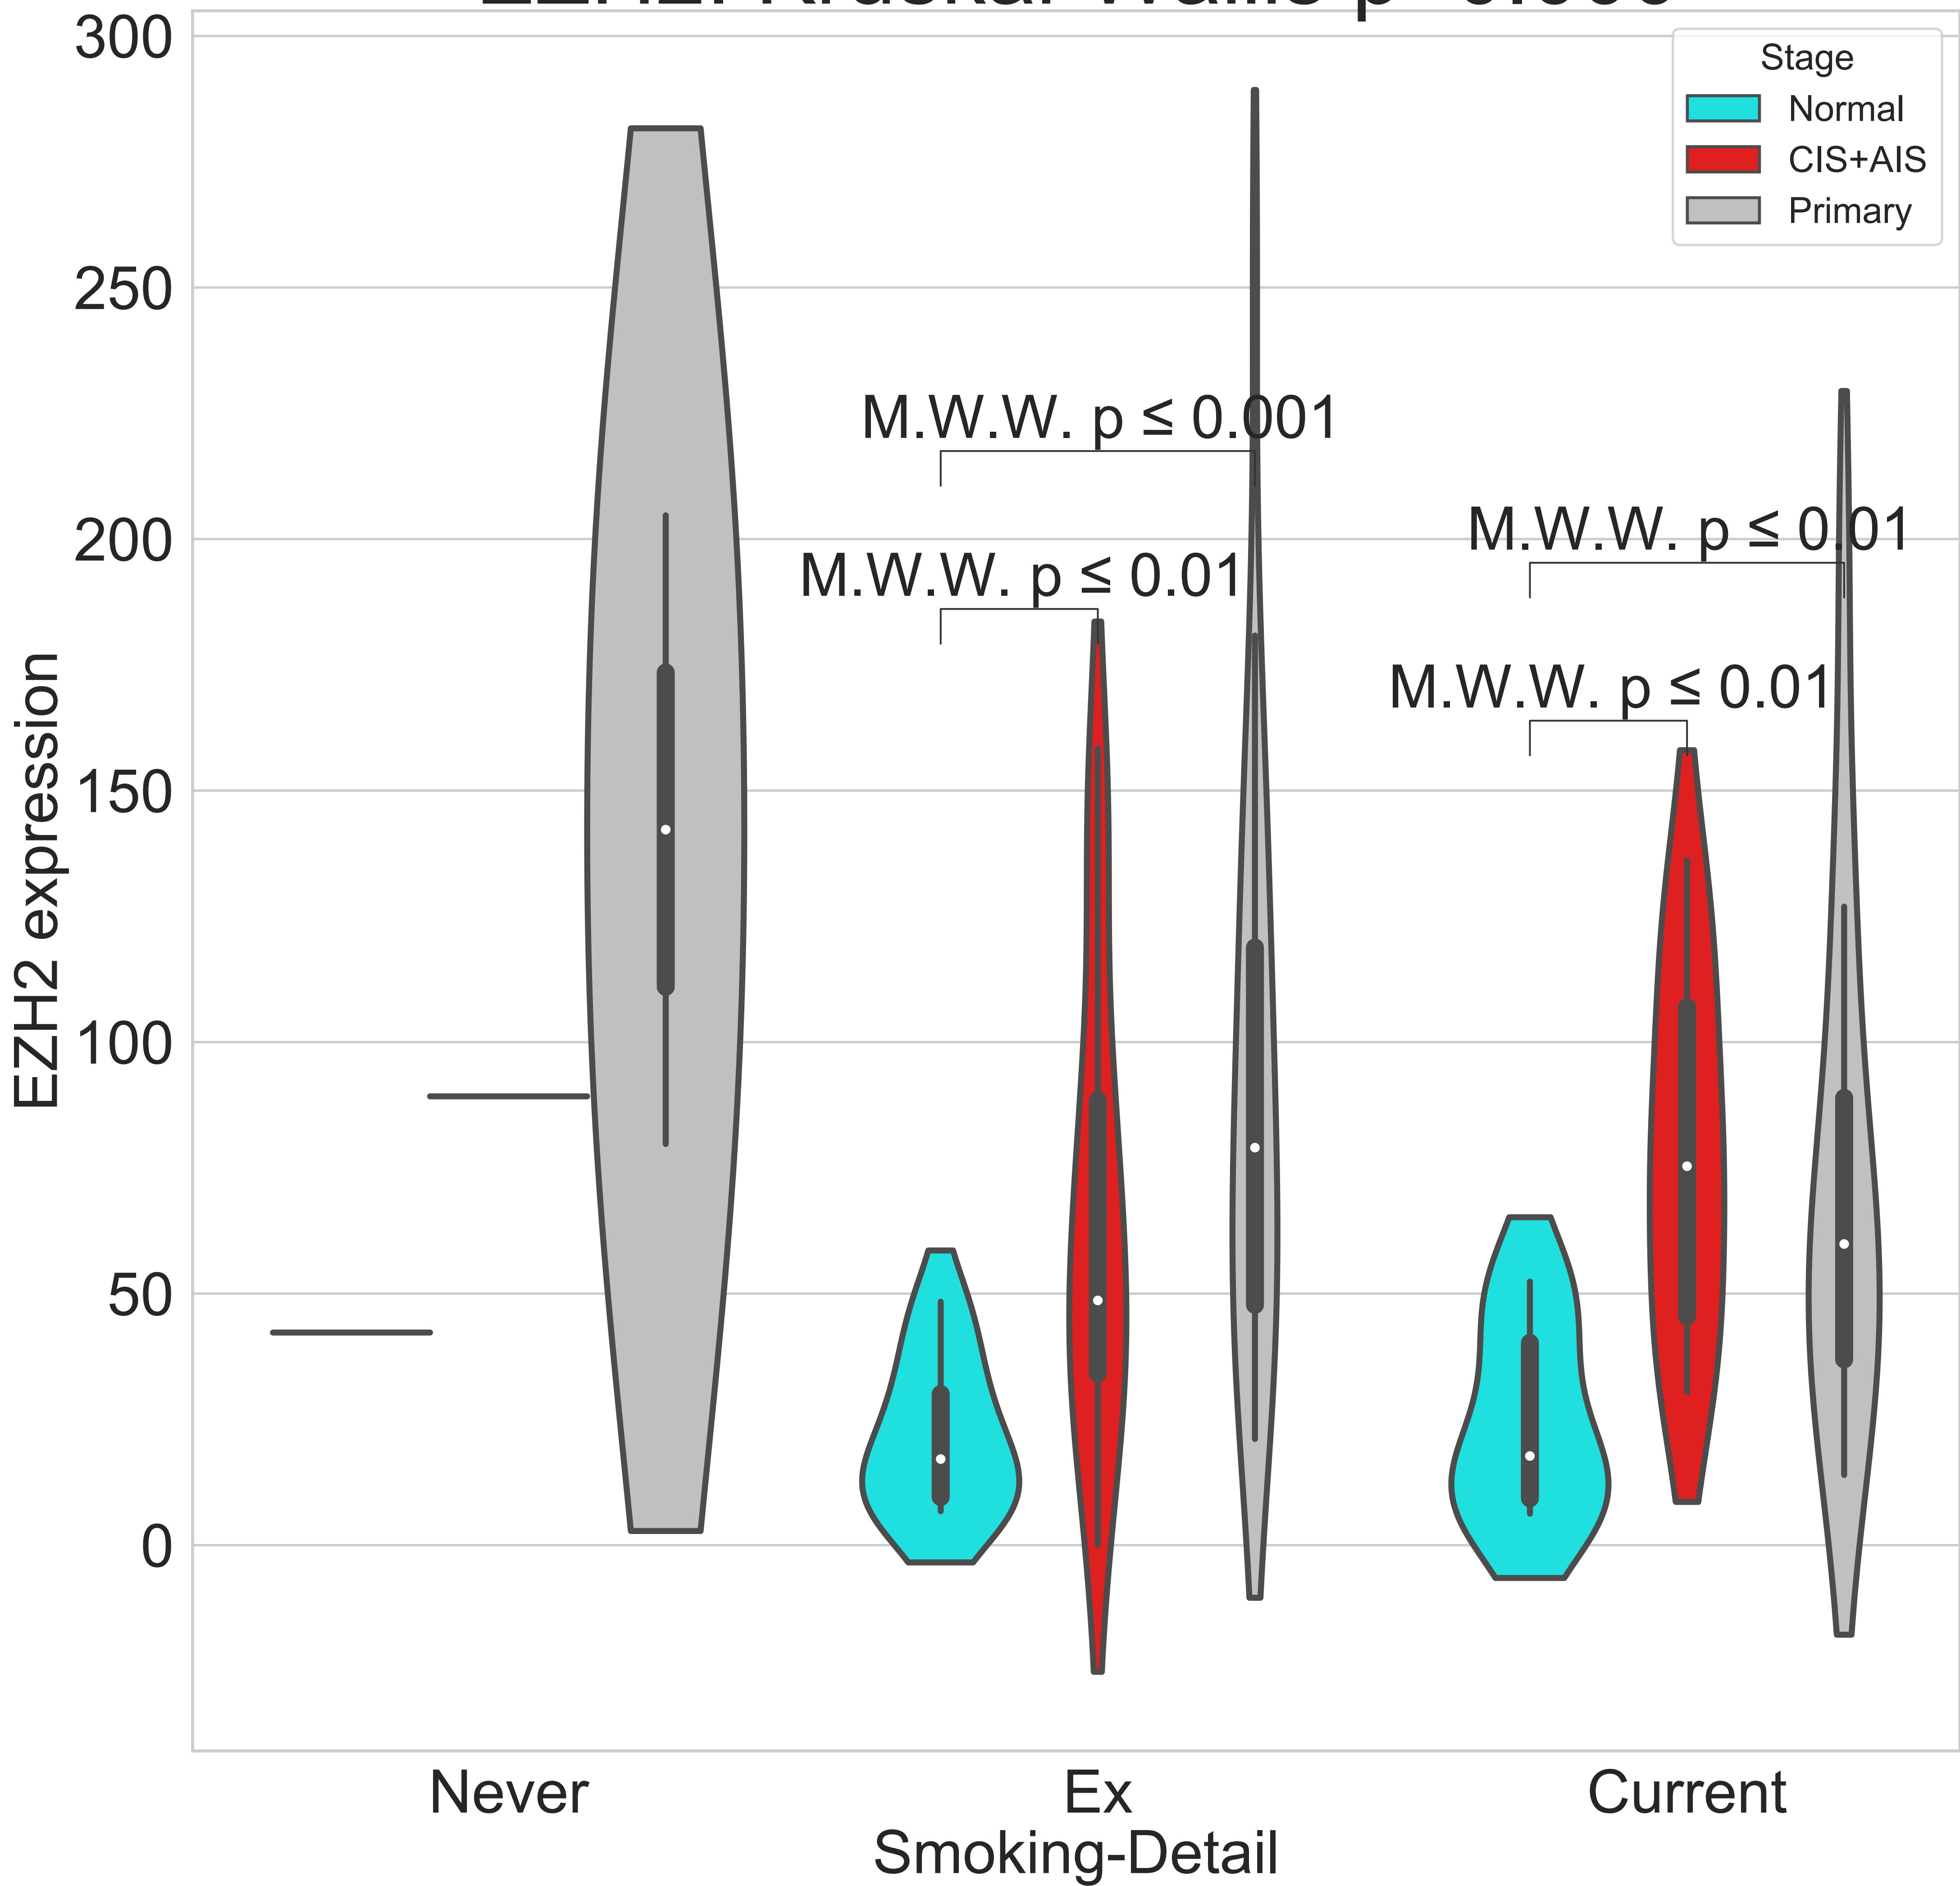 300
Stage
Normal
CIS+AIS
Primary
250
M.W.W. p ≤ 0.001
200
M.W.W. p ≤ 0.01
M.W.W. p ≤ 0.01
M.W.W. p ≤ 0.01
150
100
50
0
EZH2 expression
Never
Ex
Current
Smoking-Detail